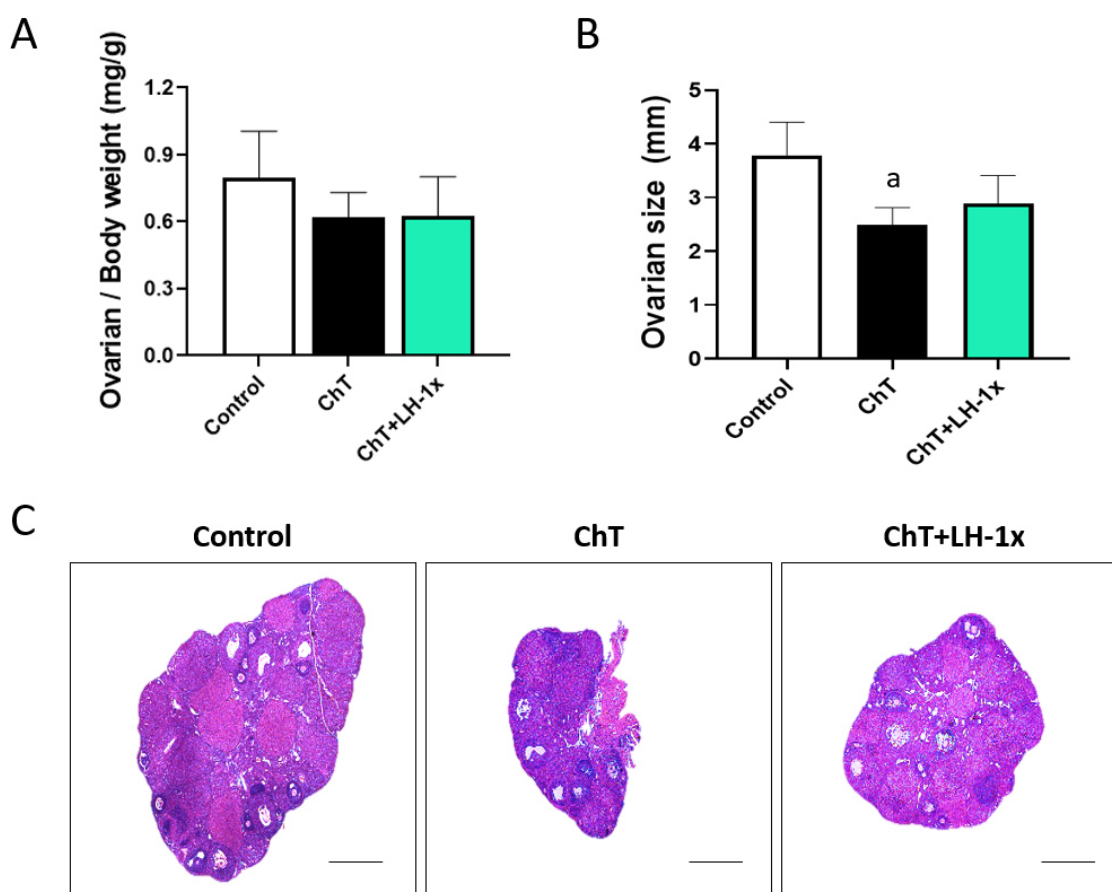 A
Ovarian / Body weight (mg/g)
1.2
0.9
0.6
0.3
0.0
Control
ChT
ChT+LH-1x
B
Ovarian size (mm)
5
4
3
2
1
0
a
Control
ChT
ChT+LH-1x
C
Control
ChT
ChT+LH-1x